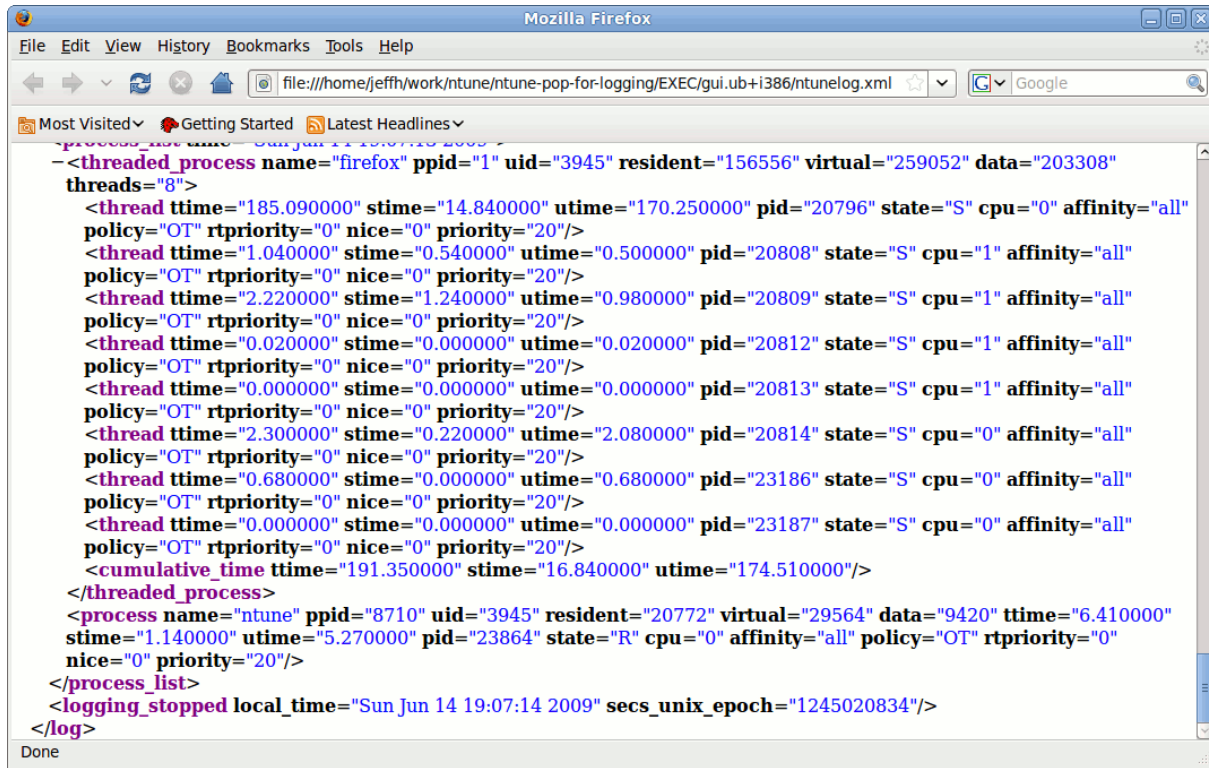 Mozilla Firefox
File Edit View History Bookmarks Tools Help
file:///home/jeffh/work/ntune/ntune-pop-for-logging/EXEC/gui.ub+i386/ntunelog.xml G Google
Most Visited Getting Started Latest Headlines
<process_list time="Sun Jun 14 19:07:13 2009">
−<threaded_process name="firefox" ppid="1" uid="3945" resident="156556" virtual="259052" data="203308"
threads="8">
<thread ttime="185.090000" stime="14.840000" utime="170.250000" pid="20796" state="S" cpu="0" affinity="all"
policy="OT" rtpriority="0" nice="0" priority="20"/>
<thread ttime="1.040000" stime="0.540000" utime="0.500000" pid="20808" state="S" cpu="1" affinity="all"
policy="OT" rtpriority="0" nice="0" priority="20"/>
<thread ttime="2.220000" stime="1.240000" utime="0.980000" pid="20809" state="S" cpu="1" affinity="all"
policy="OT" rtpriority="0" nice="0" priority="20"/>
<thread ttime="0.020000" stime="0.000000" utime="0.020000" pid="20812" state="S" cpu="1" affinity="all"
policy="OT" rtpriority="0" nice="0" priority="20"/>
<thread ttime="0.000000" stime="0.000000" utime="0.000000" pid="20813" state="S" cpu="1" affinity="all"
policy="OT" rtpriority="0" nice="0" priority="20"/>
<thread ttime="2.300000" stime="0.220000" utime="2.080000" pid="20814" state="S" cpu="0" affinity="all"
policy="OT" rtpriority="0" nice="0" priority="20"/>
<thread ttime="0.680000" stime="0.000000" utime="0.680000" pid="23186" state="S" cpu="0" affinity="all"
policy="OT" rtpriority="0" nice="0" priority="20"/>
<thread ttime="0.000000" stime="0.000000" utime="0.000000" pid="23187" state="S" cpu="0" affinity="all"
policy="OT" rtpriority="0" nice="0" priority="20"/>
<cumulative_time ttime="191.350000" stime="16.840000" utime="174.510000"/>
</threaded_process>
<process name="ntune" ppid="8710" uid="3945" resident="20772" virtual="29564" data="9420" ttime="6.410000"
stime="1.140000" utime="5.270000" pid="23864" state="R" cpu="0" affinity="all" policy="OT" rtpriority="0"
nice="0" priority="20"/>
</process_list>
<logging_stopped local_time="Sun Jun 14 19:07:14 2009" secs_unix_epoch="1245020834"/>
</log>
Done